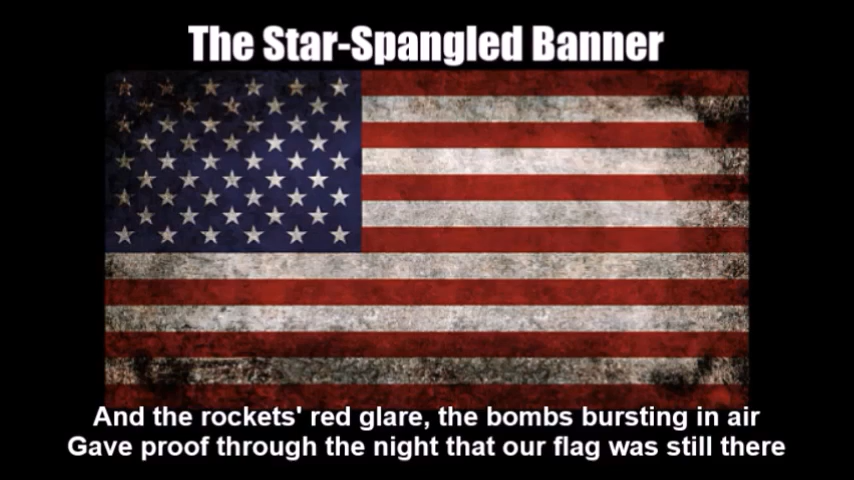 The Star-Spangled Banner
And the rockets' red glare, the bombs bursting in air
Gave proof through the night that our flag was still there